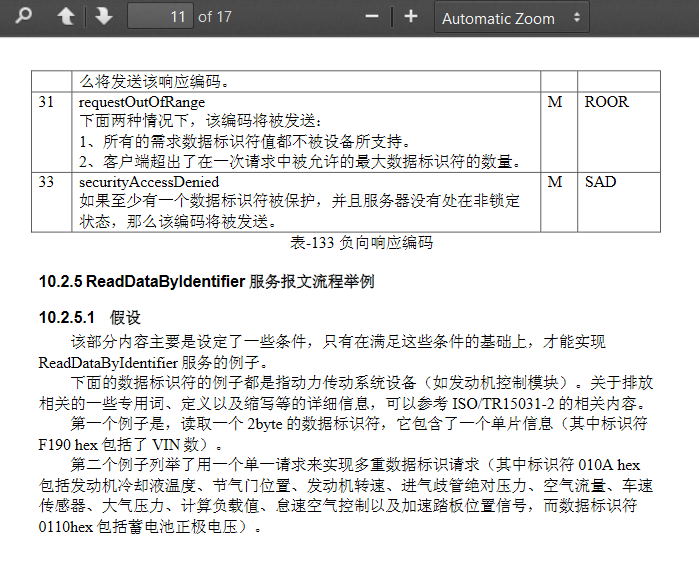 11 of 17
Automatic Zoom
么将发送该响应编码。
31 requestOutOfRange M ROOR
下面两种情况下，该编码将被发送：
1、所有的需求数据标识符值都不被设备所支持。
2、客户端超出了在一次请求中被允许的最大数据标识符的数量。
33 securityAccessDenied M SAD
如果至少有一个数据标识符被保护，并且服务器没有处在非锁定
状态，那么该编码将被发送。
表-133 负向响应编码
10.2.5 ReadDataByIdentifier 服务报文流程举例
10.2.5.1 假设
该部分内容主要是设定了一些条件，只有在满足这些条件的基础上，才能实现
ReadDataByIdentifier 服务的例子。
下面的数据标识符的例子都是指动力传动系统设备（如发动机控制模块）。关于排放
相关的一些专用词、定义以及缩写等的详细信息，可以参考 ISO/TR15031-2 的相关内容。
第一个例子是，读取一个 2byte 的数据标识符，它包含了一个单片信息（其中标识符
F190 hex 包括了 VIN 数）。
第二个例子列举了用一个单一请求来实现多重数据标识请求（其中标识符 010A hex
包括发动机冷却液温度、节气门位置、发动机转速、进气歧管绝对压力、空气流量、车速
传感器、大气压力、计算负载值、怠速空气控制以及加速踏板位置信号，而数据标识符
0110hex 包括蓄电池正极电压）。